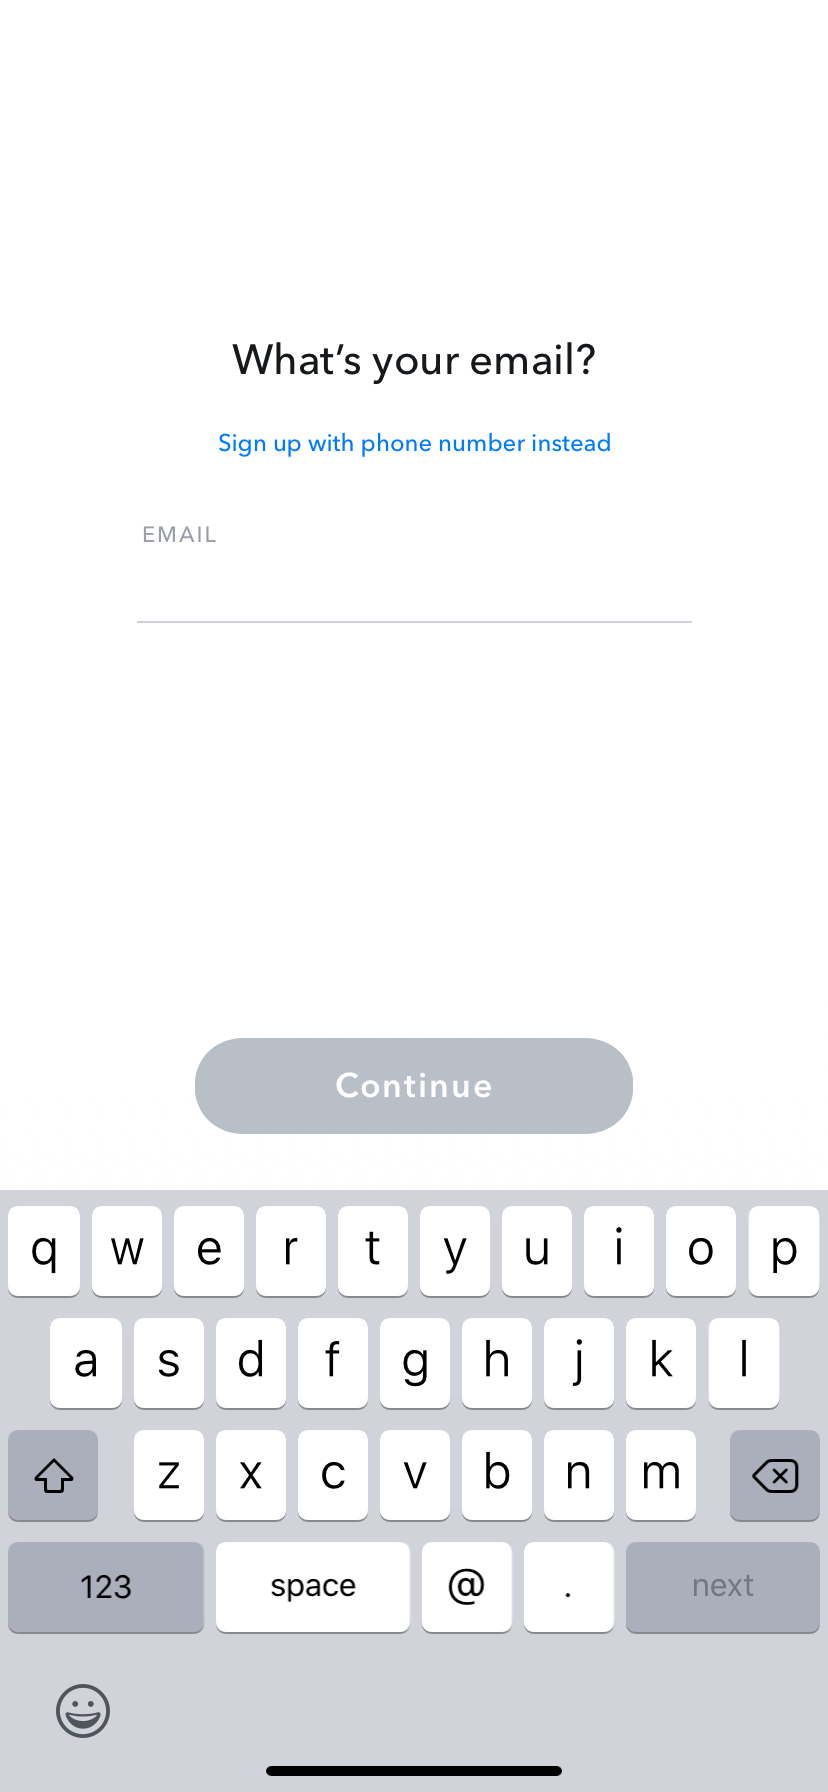 What’s your email?
Sign up with phone number instead
EMAIL
Continue
q w e r t y u i o p
a s d f g h j k l
z x c v b n m
123 space @ . next